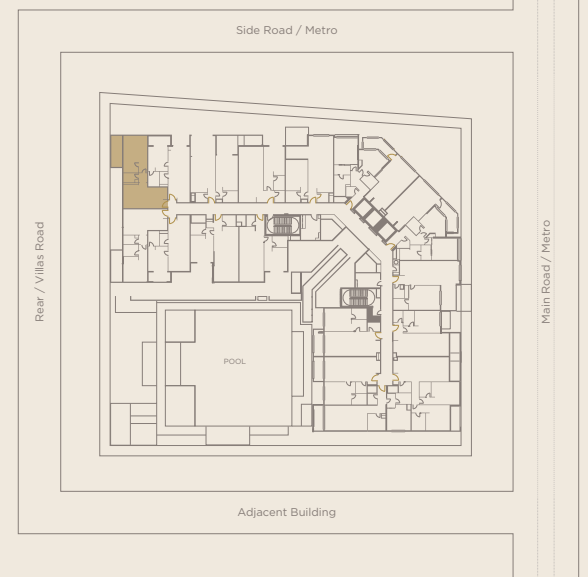 Side Road / Metro
Rear / Villas Road
Main Road / Metro
POOL
Adjacent Building